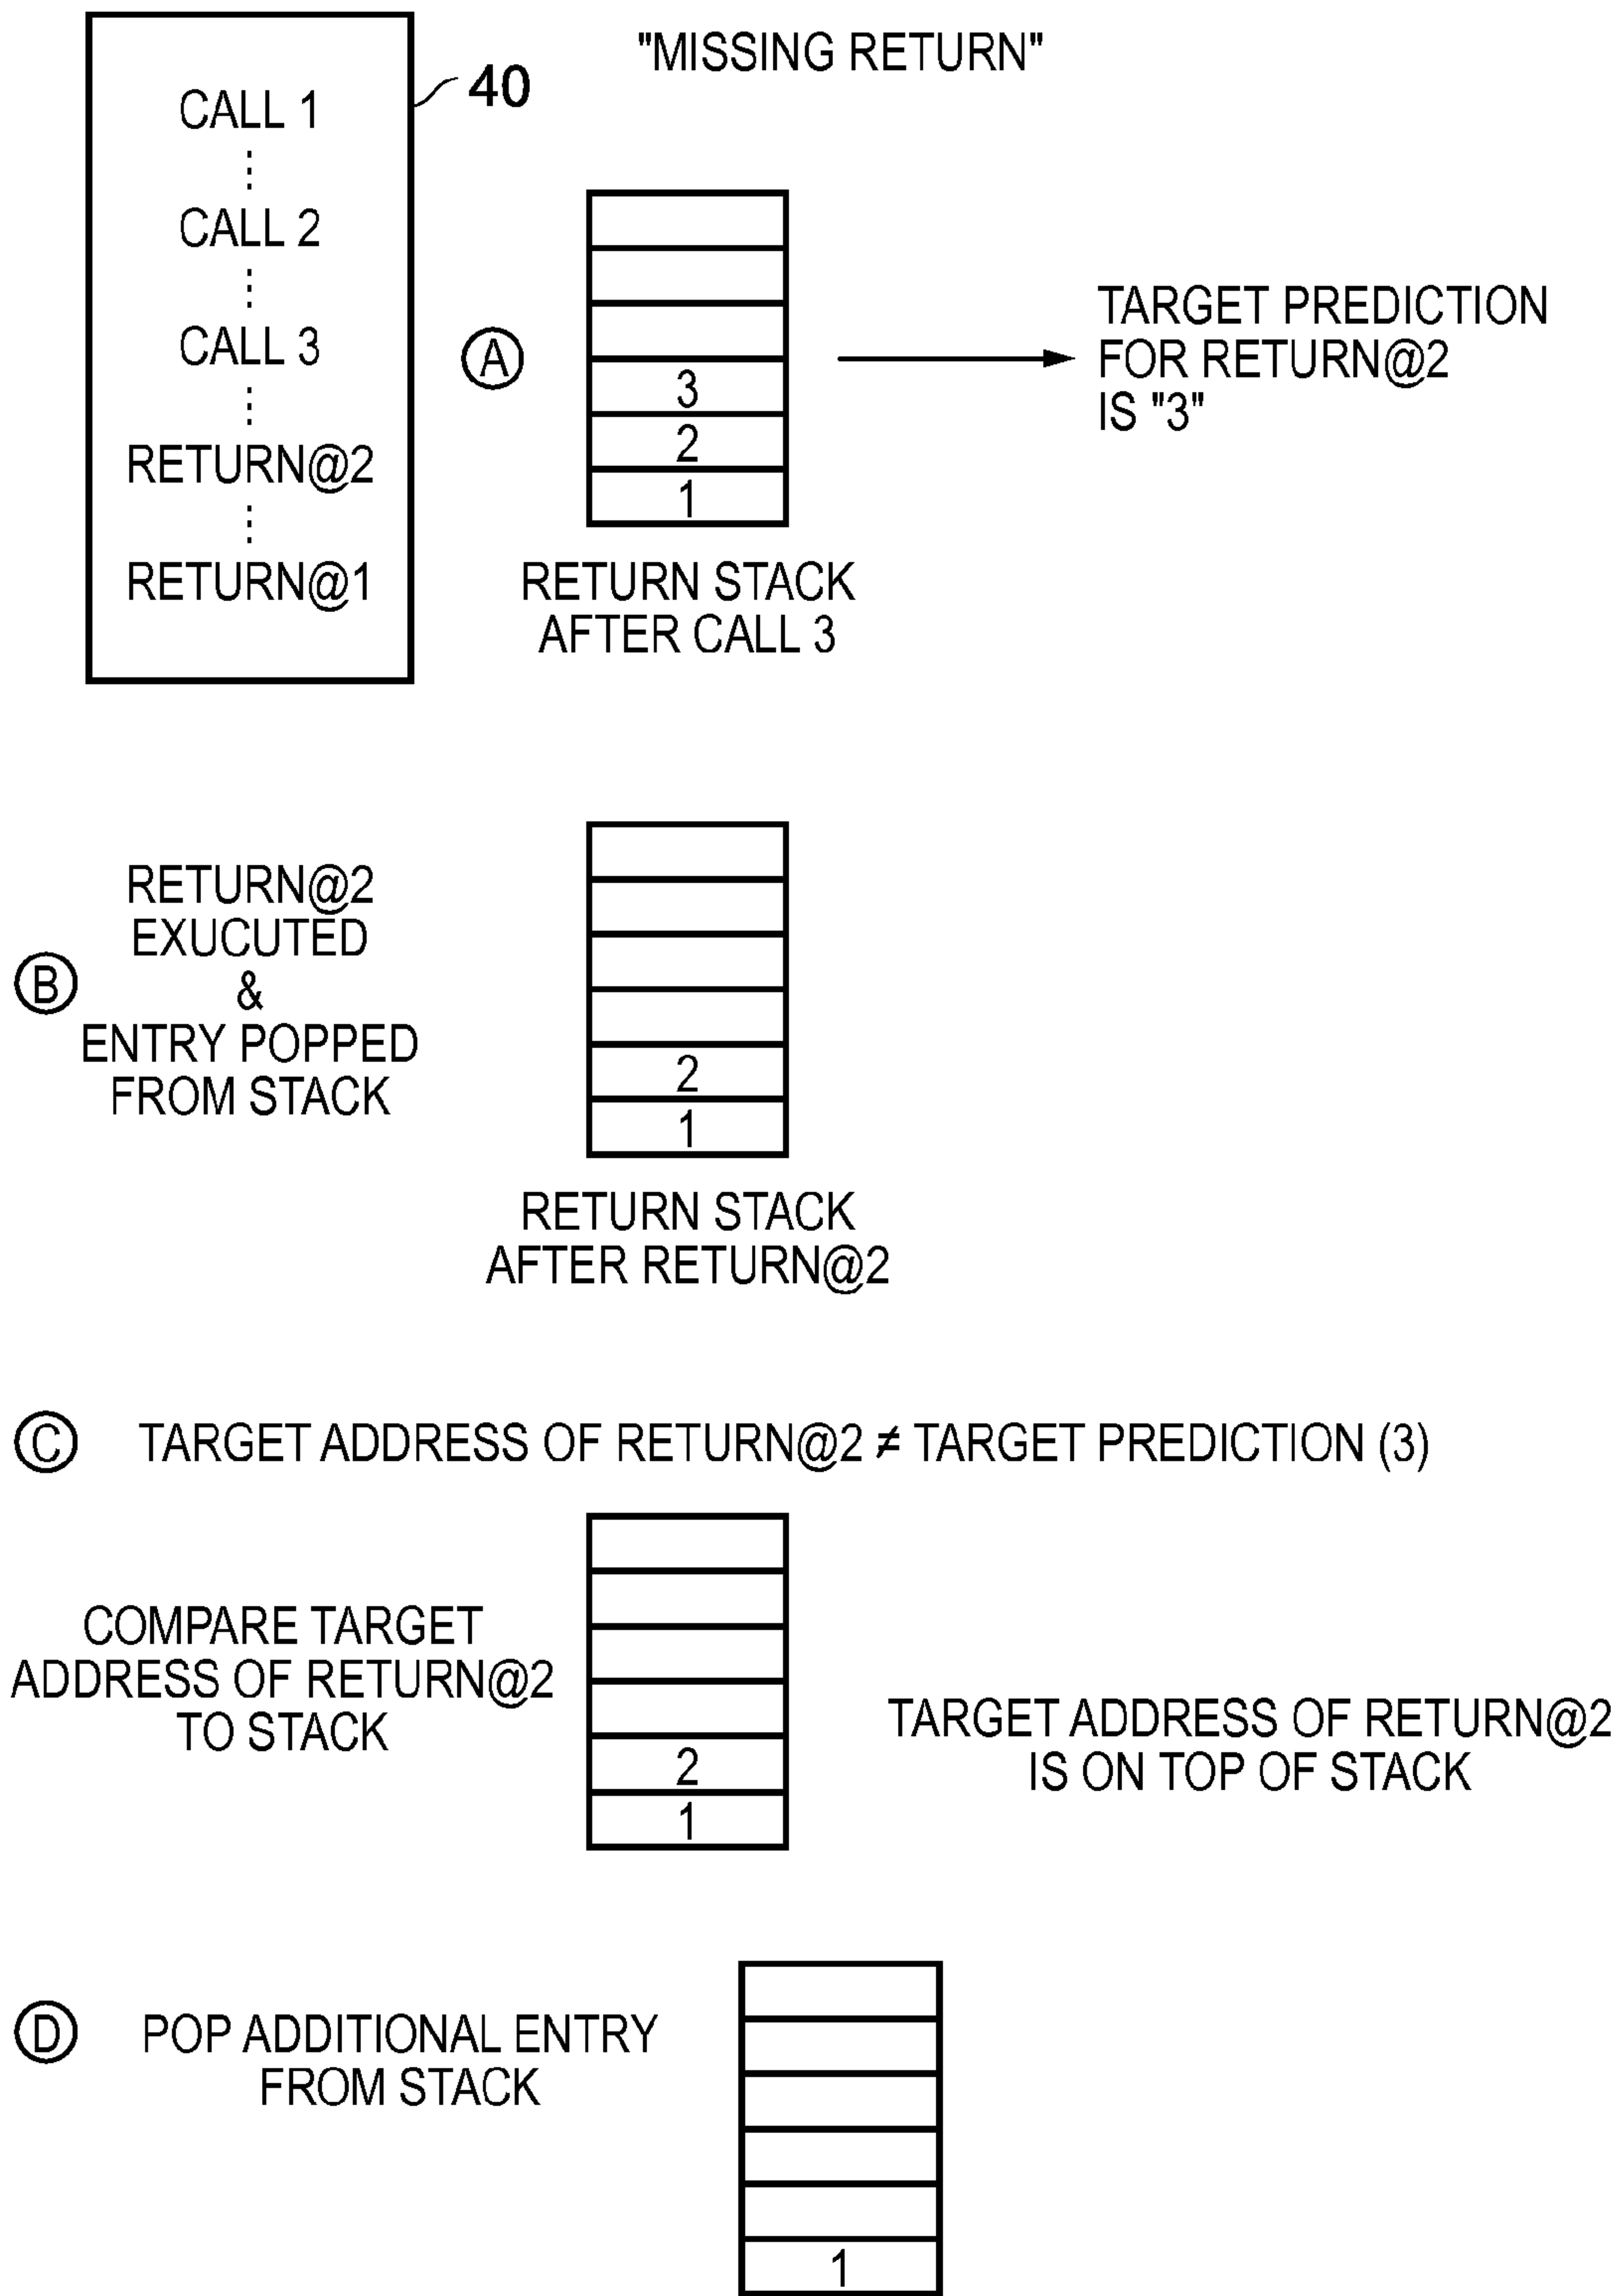 "MISSING RETURN"
CALL 1
CALL 2
CALL 3
RETURN@2
RETURN@1
40
A
3
2
1
RETURN STACK
AFTER CALL 3
TARGET PREDICTION
FOR RETURN@2
IS "3"
B
RETURN@2
EXUCUTED
&
ENTRY POPPED
FROM STACK
2
1
RETURN STACK
AFTER RETURN@2
C
TARGET ADDRESS OF RETURN@2 ≠ TARGET PREDICTION (3)
COMPARE TARGET
ADDRESS OF RETURN@2
TO STACK
2
1
TARGET ADDRESS OF RETURN@2
IS ON TOP OF STACK
D
POP ADDITIONAL ENTRY
FROM STACK
1